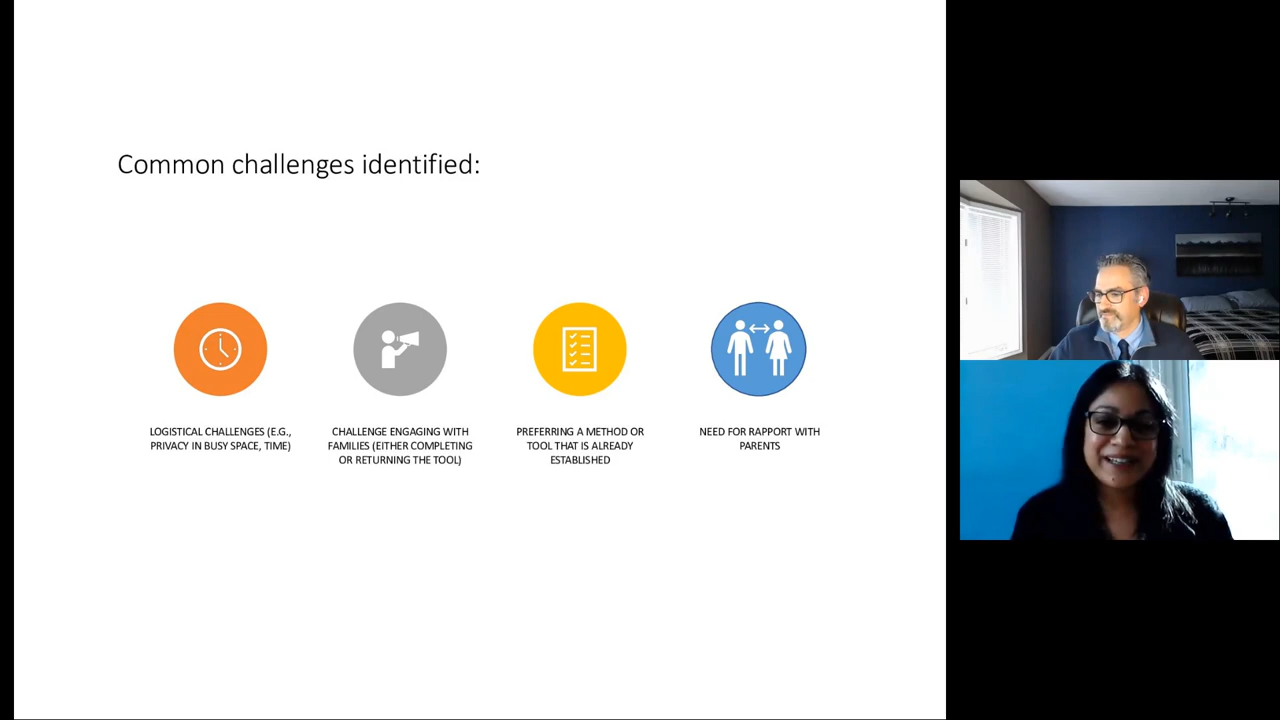 Common challenges identified:
LOGISTICAL CHALLENGES (E.G.,
PRIVACY IN BUSY SPACE, TIME)
CHALLENGE ENGAGING WITH
FAMILIES (EITHER COMPLETING
OR RETURNING THE TOOL)
PREFERRING A METHOD OR
TOOL THAT IS ALREADY
ESTABLISHED
NEED FOR RAPPORT WITH
PARENTS